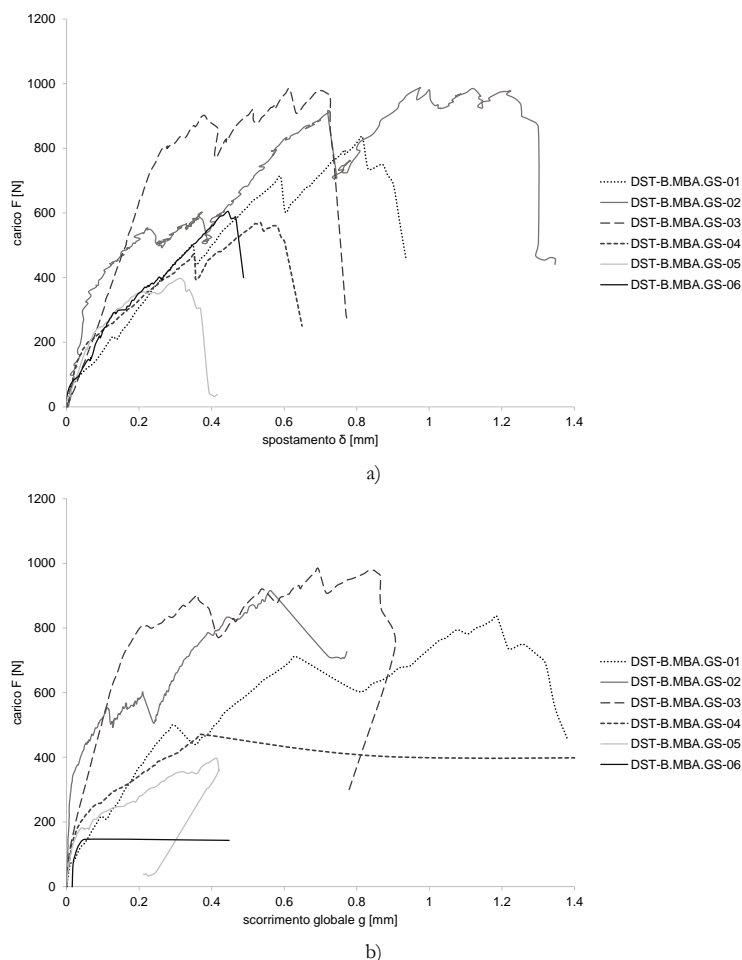 1200
1000
800
600
400
200
0
carico F [N]
0 0.2 0.4 0.6 0.8 1 1.2 1.4
spostamento δ [mm]
DST-B.MBA.GS-01
DST-B.MBA.GS-02
DST-B.MBA.GS-03
DST-B.MBA.GS-04
DST-B.MBA.GS-05
DST-B.MBA.GS-06
a)
1200
1000
800
600
400
200
0
carico F [N]
0 0.2 0.4 0.6 0.8 1 1.2 1.4
scorrimento globale g [mm]
DST-B.MBA.GS-01
DST-B.MBA.GS-02
DST-B.MBA.GS-03
DST-B.MBA.GS-04
DST-B.MBA.GS-05
DST-B.MBA.GS-06
b)